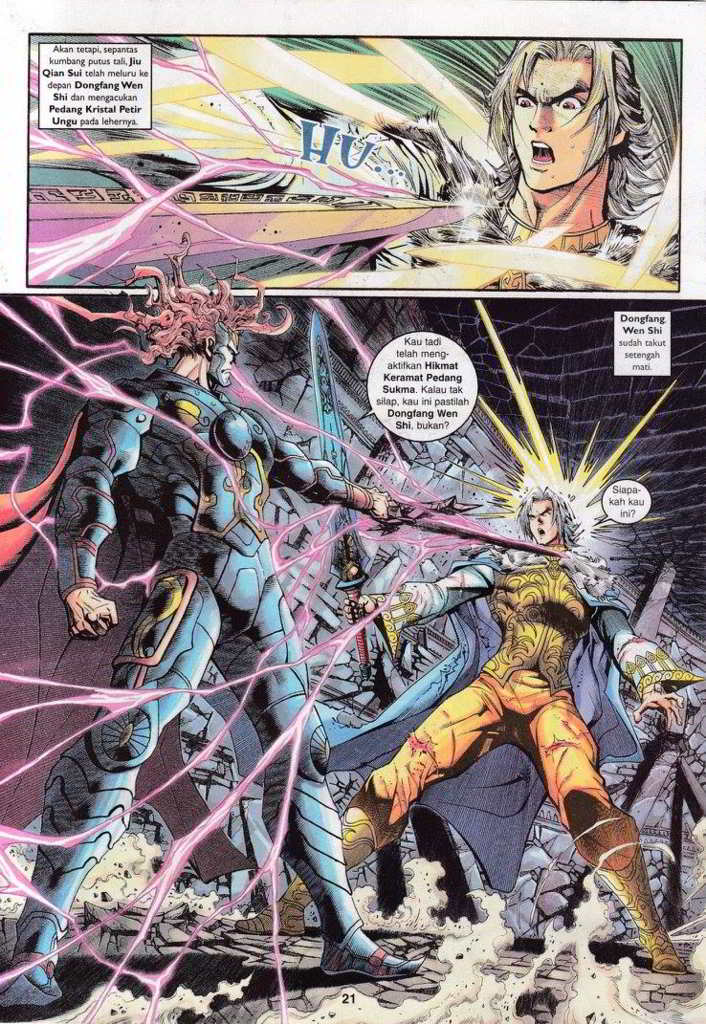 Akan tetapi, sepantas
kumbang putus tali, Jiu
Qian Sui telah meluru ke
depan Dongfang Wen
Shi dan mengacukan
Pedang Kristal Petir
Ungu pada lehernya.
HU...
Dongfang
Wen Shi
sudah takut
setengah
mati.
Kau tadi
telah meng-
aktifkan Hikmat
Keramat Pedang
Sukma. Kalau tak
silap, kau ini pastilah
Dongfang Wen
Shi, bukan?
Siapa-
kah kau
ini?
21